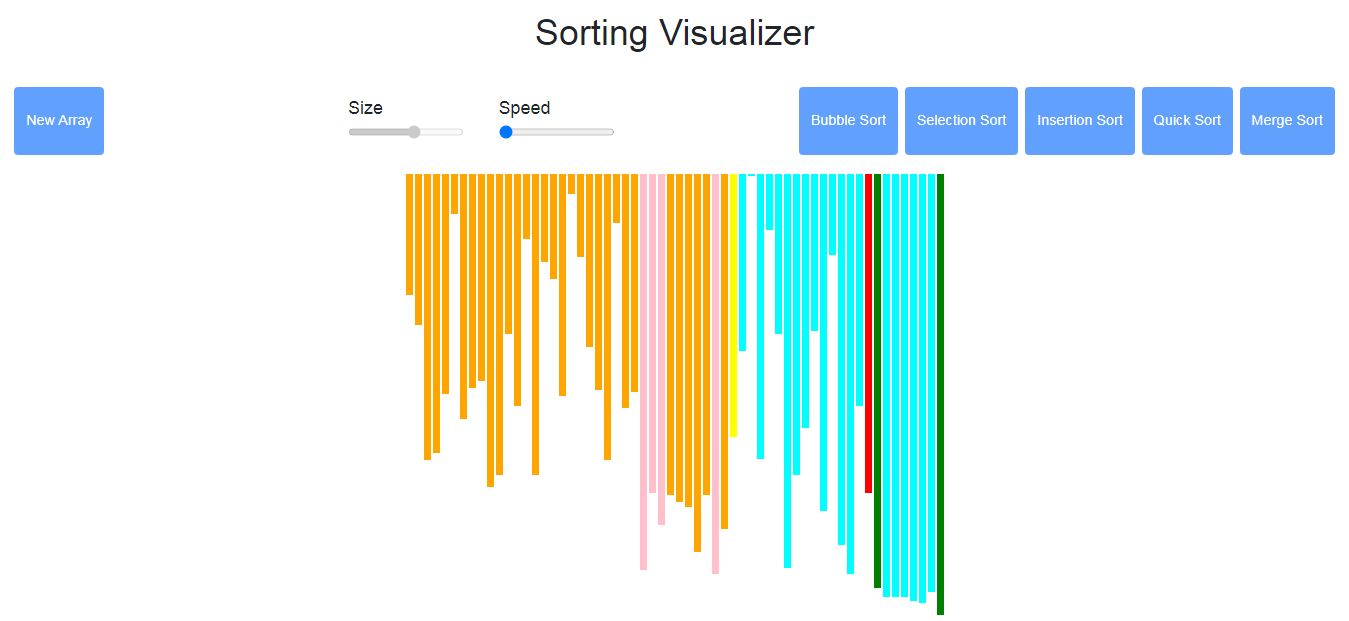 Sorting Visualizer
New Array
Size
Speed
Bubble Sort
Selection Sort
Insertion Sort
Quick Sort
Merge Sort